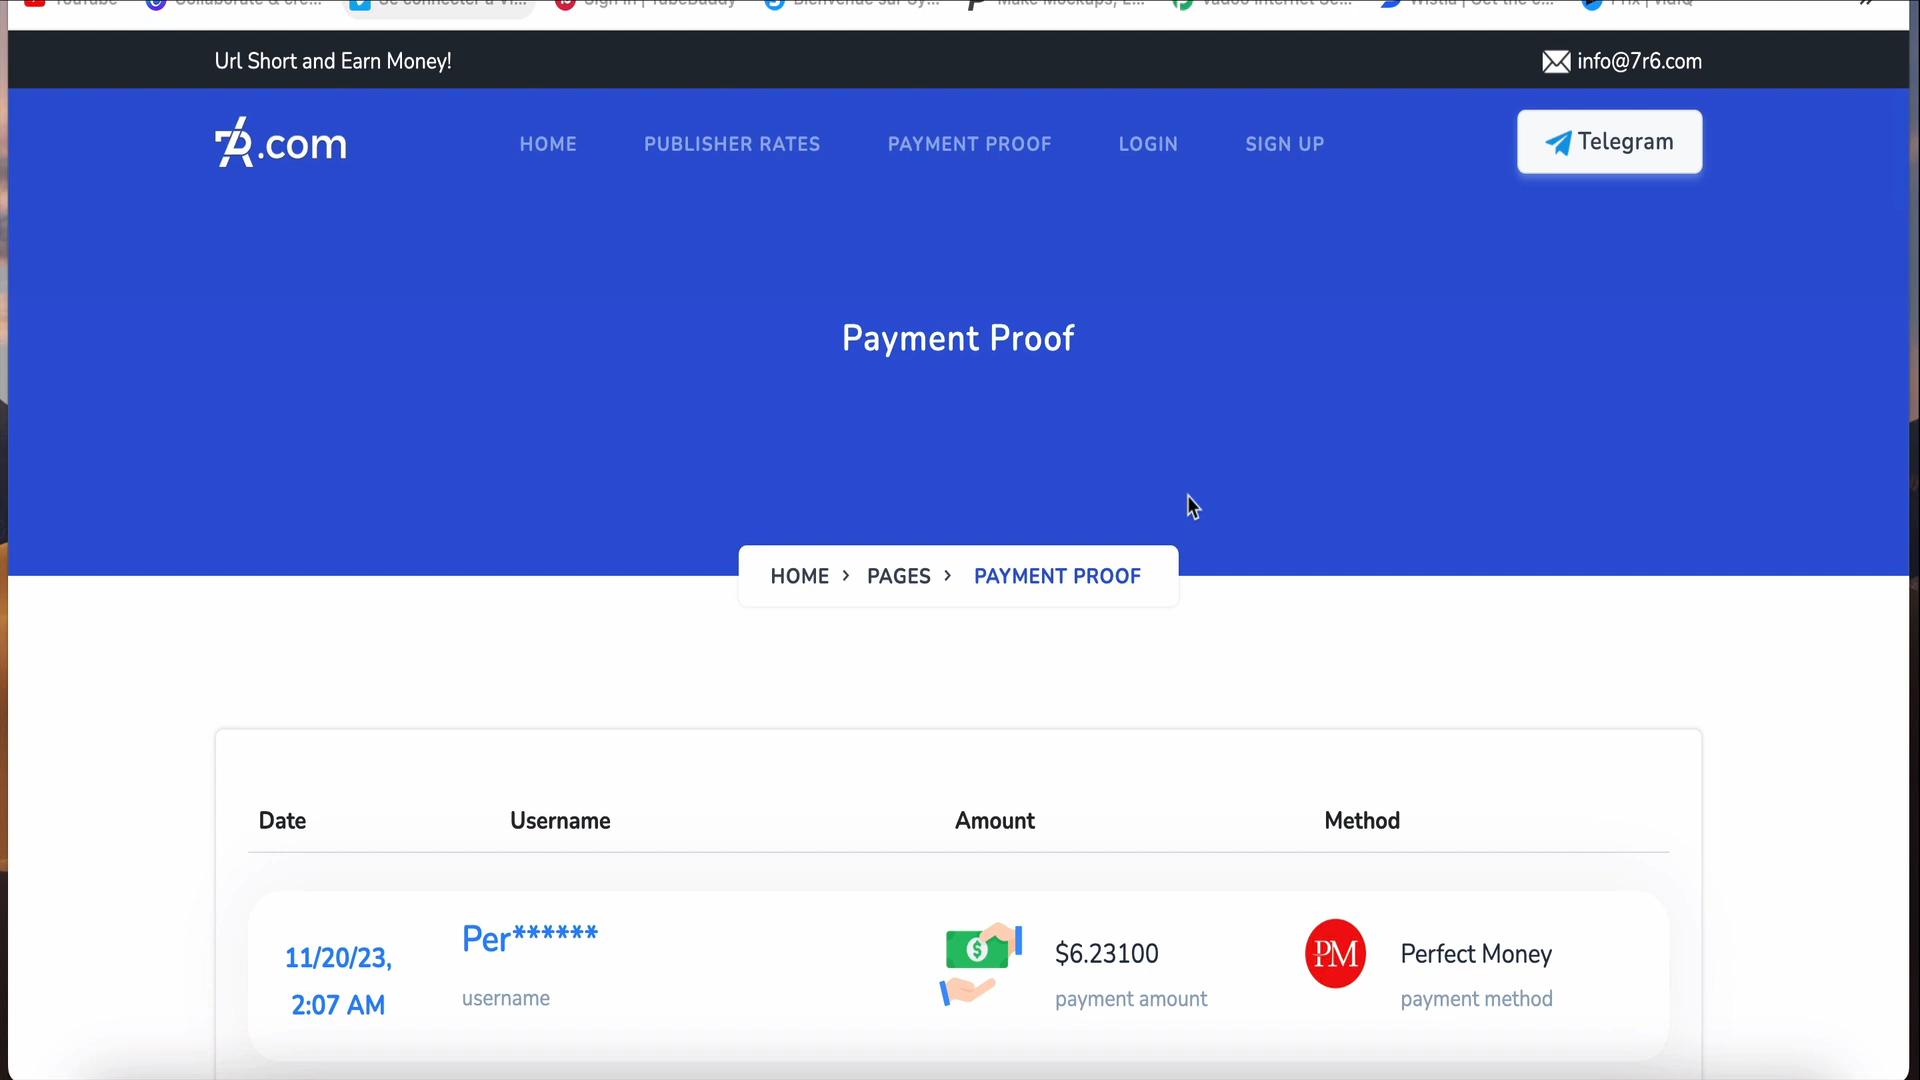 Url Short and Earn Money!
info@7r6.com
7R.com
HOME
PUBLISHER RATES
PAYMENT PROOF
LOGIN
SIGN UP
Telegram
Payment Proof
HOME > PAGES > PAYMENT PROOF
Date Username Amount Method
11/20/23,
2:07 AM
Per******
username
$6.23100
payment amount
PM
Perfect Money
payment method